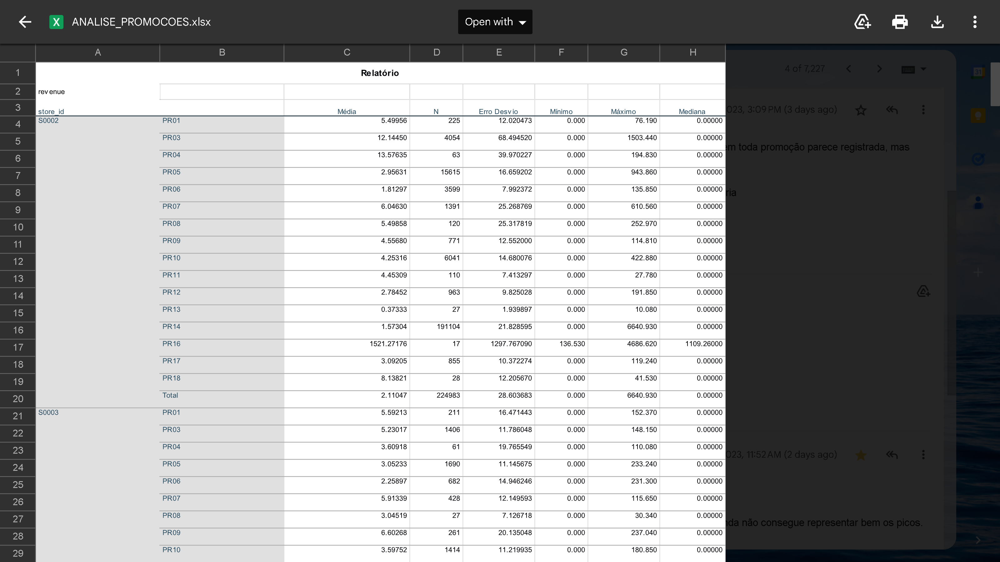 ANALISE_PROMOCOES.xlsx Open with
A B C D E F G H
1 Relatório
2 revenue
3 store_id Média N Erro Desvio Mínimo Máximo Mediana
4 S0002 PR01 5.49956 225 12.020473 0.000 76.190 0.00000
5 PR03 12.14450 4054 68.494520 0.000 1503.440 0.00000
6 PR04 13.57635 63 39.970227 0.000 194.830 0.00000
7 PR05 2.95631 15615 16.659202 0.000 943.860 0.00000
8 PR06 1.81297 3599 7.992372 0.000 135.850 0.00000
9 PR07 6.04630 1391 25.268769 0.000 610.560 0.00000
10 PR08 5.49858 120 25.317819 0.000 252.970 0.00000
11 PR09 4.55680 771 12.552000 0.000 114.810 0.00000
12 PR10 4.25316 6041 14.680076 0.000 422.880 0.00000
13 PR11 4.45309 110 7.413297 0.000 27.780 0.00000
14 PR12 2.78452 963 9.825028 0.000 191.850 0.00000
15 PR13 0.37333 27 1.939897 0.000 10.080 0.00000
16 PR14 1.57304 191104 21.828595 0.000 6640.930 0.00000
17 PR16 1521.27176 17 1297.767090 136.530 4686.620 1109.26000
18 PR17 3.09205 855 10.372274 0.000 119.240 0.00000
19 PR18 8.13821 28 12.205670 0.000 41.530 0.00000
20 Total 2.11047 224983 28.603683 0.000 6640.930 0.00000
21 S0003 PR01 5.59213 211 16.471443 0.000 152.370 0.00000
22 PR03 5.23017 1406 11.786048 0.000 148.150 0.00000
23 PR04 3.60918 61 19.765549 0.000 110.080 0.00000
24 PR05 3.05233 1690 11.145675 0.000 233.240 0.00000
25 PR06 2.25897 682 14.946246 0.000 231.300 0.00000
26 PR07 5.91339 428 12.149593 0.000 115.650 0.00000
27 PR08 3.04519 27 7.126718 0.000 30.340 0.00000
28 PR09 6.60268 261 20.135048 0.000 237.040 0.00000
29 PR10 3.59752 1414 11.219935 0.000 180.850 0.00000
4 of 7,227
31
023, 3:09 PM (3 days ago)
em toda promoção parece registrada, mas
ria
023, 11:52 AM (2 days ago)
nda não consegue representar bem os picos.